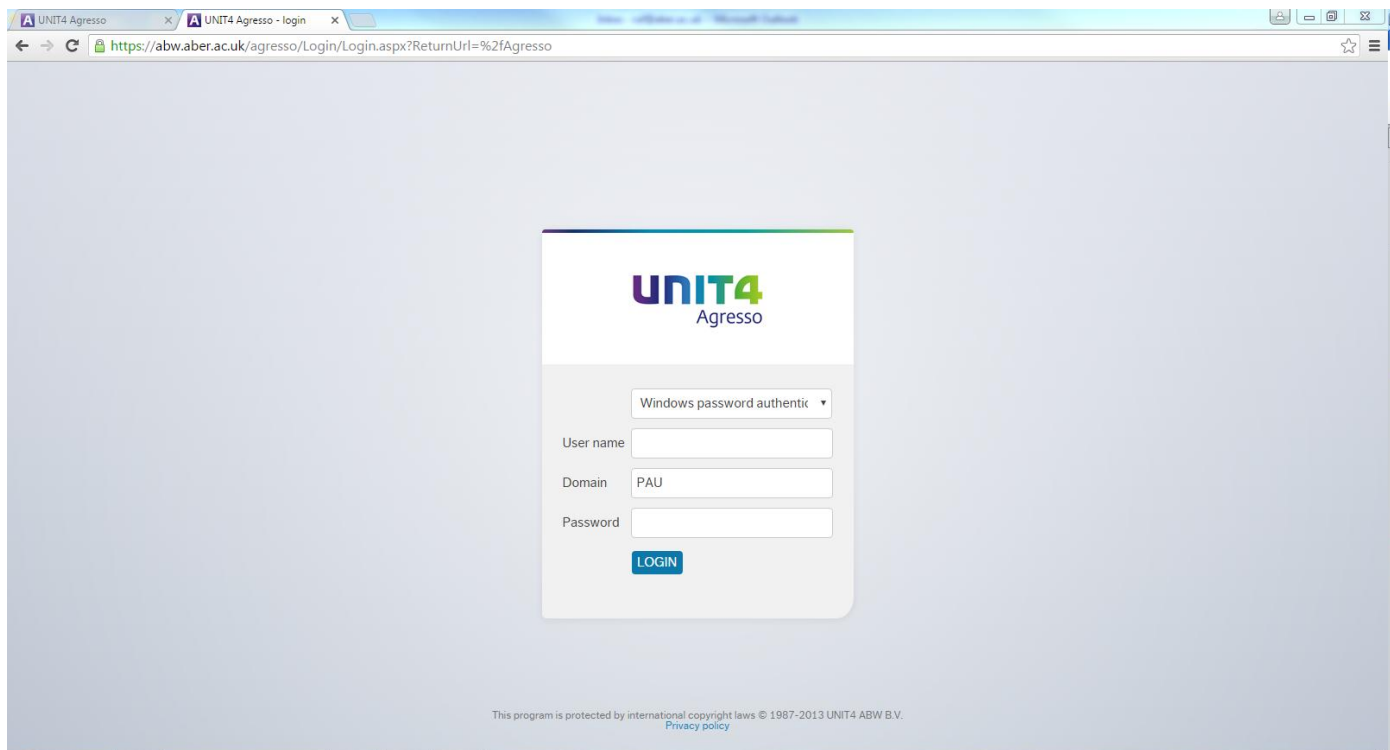 UNIT4 Agresso
UNIT4 Agresso - login
https://abw.aber.ac.uk/agresso/Login/Login.aspx?ReturnUrl=%2fAgresso
UNIT4
Agresso
Windows password authentic
User name
Domain PAU
Password
LOGIN
This program is protected by international copyright laws © 1987-2013 UNIT4 ABW B.V.
Privacy policy